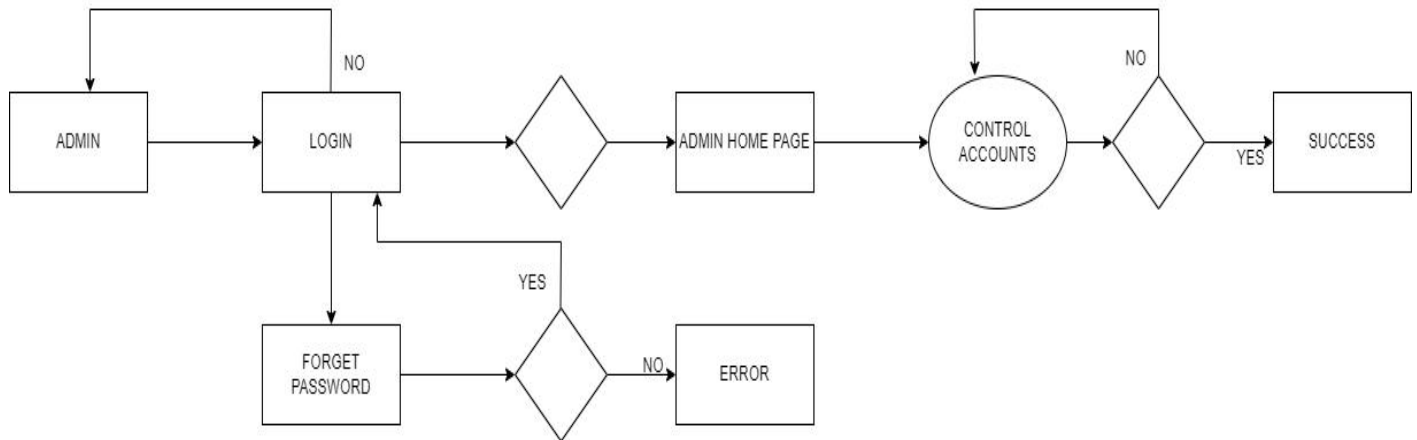 NO
NO
ADMIN
LOGIN
ADMIN HOME PAGE
CONTROL
ACCOUNTS
YES
SUCCESS
YES
FORGET
PASSWORD
NO
ERROR